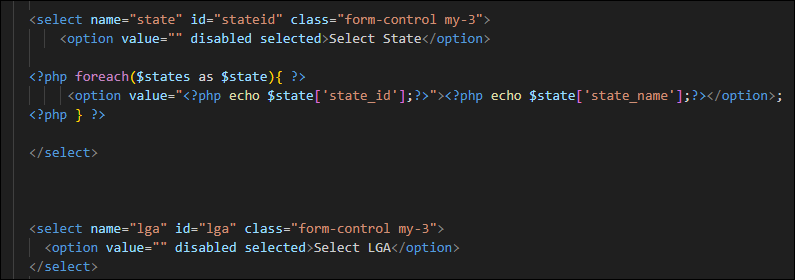 <select name="state" id="stateid" class="form-control my-3">
<option value="" disabled selected>Select State</option>
<?php foreach($states as $state){ ?>
<option value="<?php echo $state['state_id'];?>"><?php echo $state['state_name'];?></option>;
<?php } ?>
</select>
<select name="lga" id="lga" class="form-control my-3">
<option value="" disabled selected>Select LGA</option>
</select>